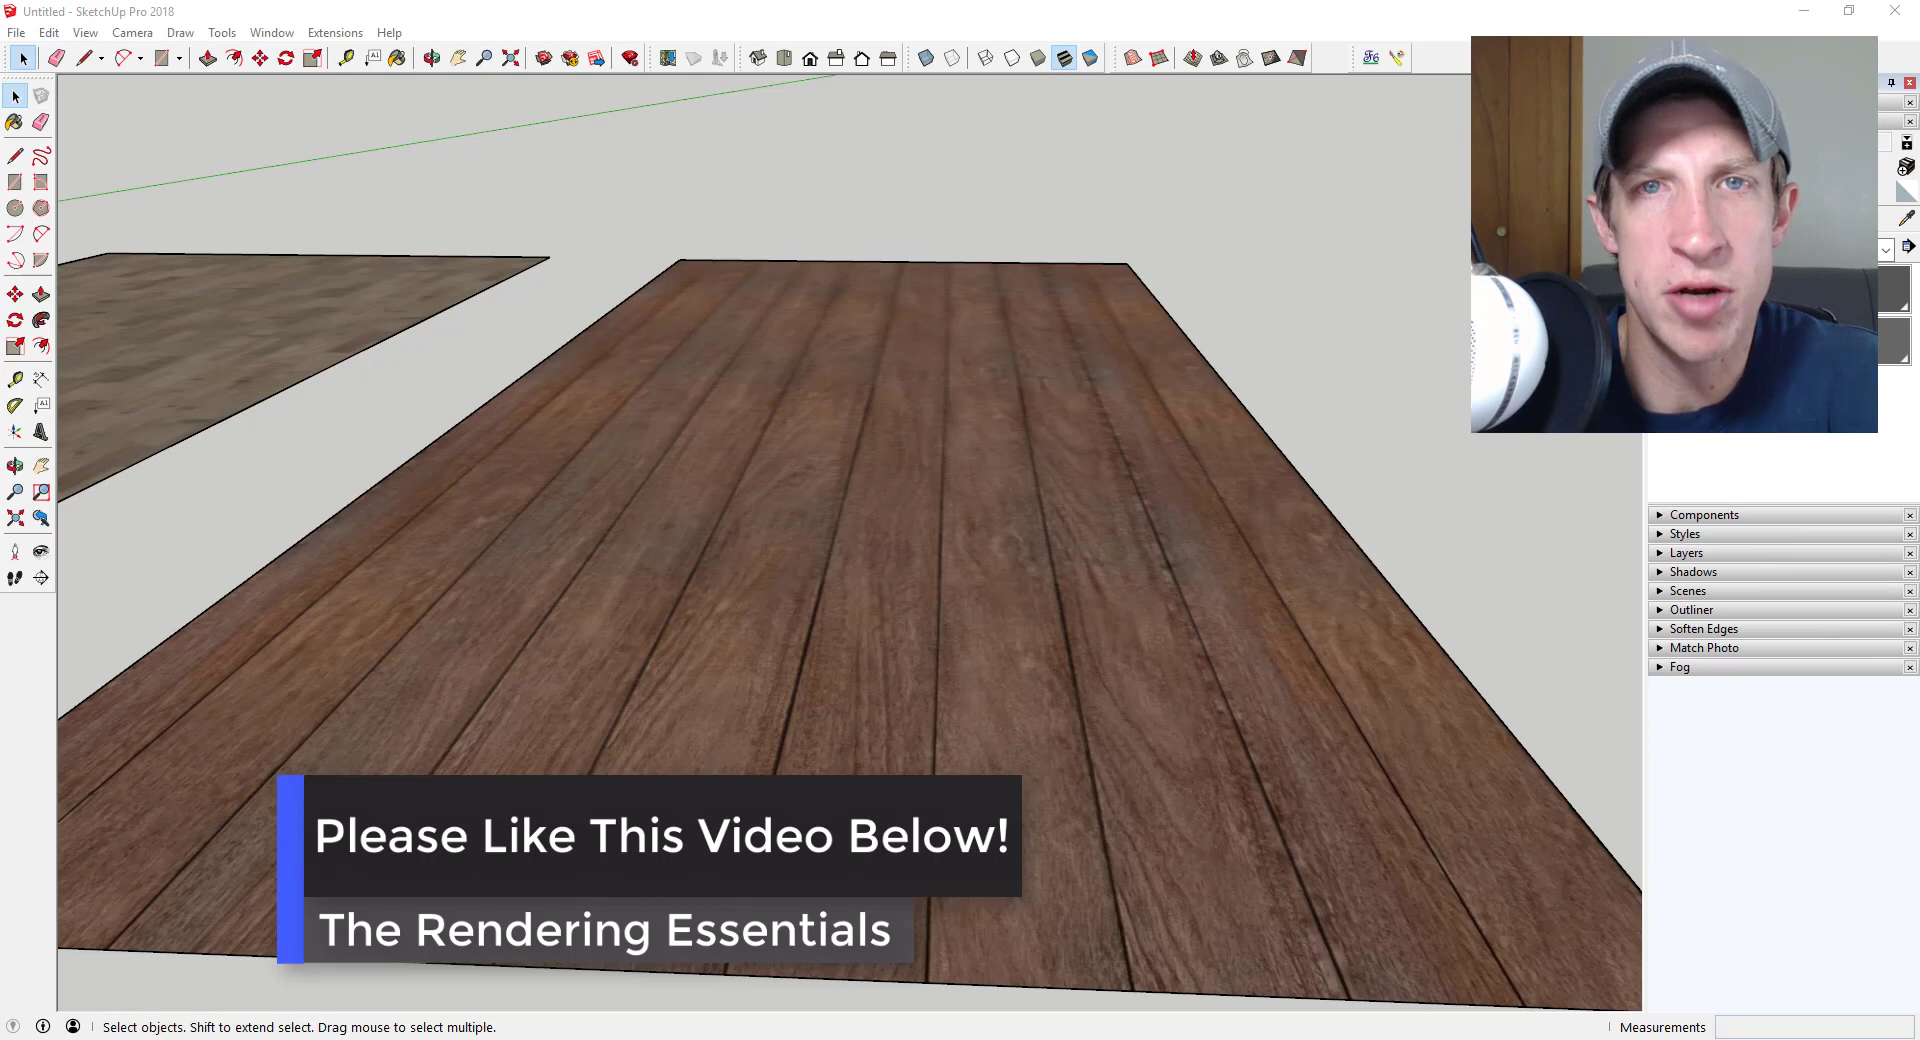 Untitled - SketchUp Pro 2018
File Edit View Camera Draw Tools Window Extensions Help
A1
A1
Please Like This Video Below!
The Rendering Essentials
Components
Styles
Layers
Shadows
Scenes
Outliner
Soften Edges
Match Photo
Fog
Select objects. Shift to extend select. Drag mouse to select multiple.
Measurements